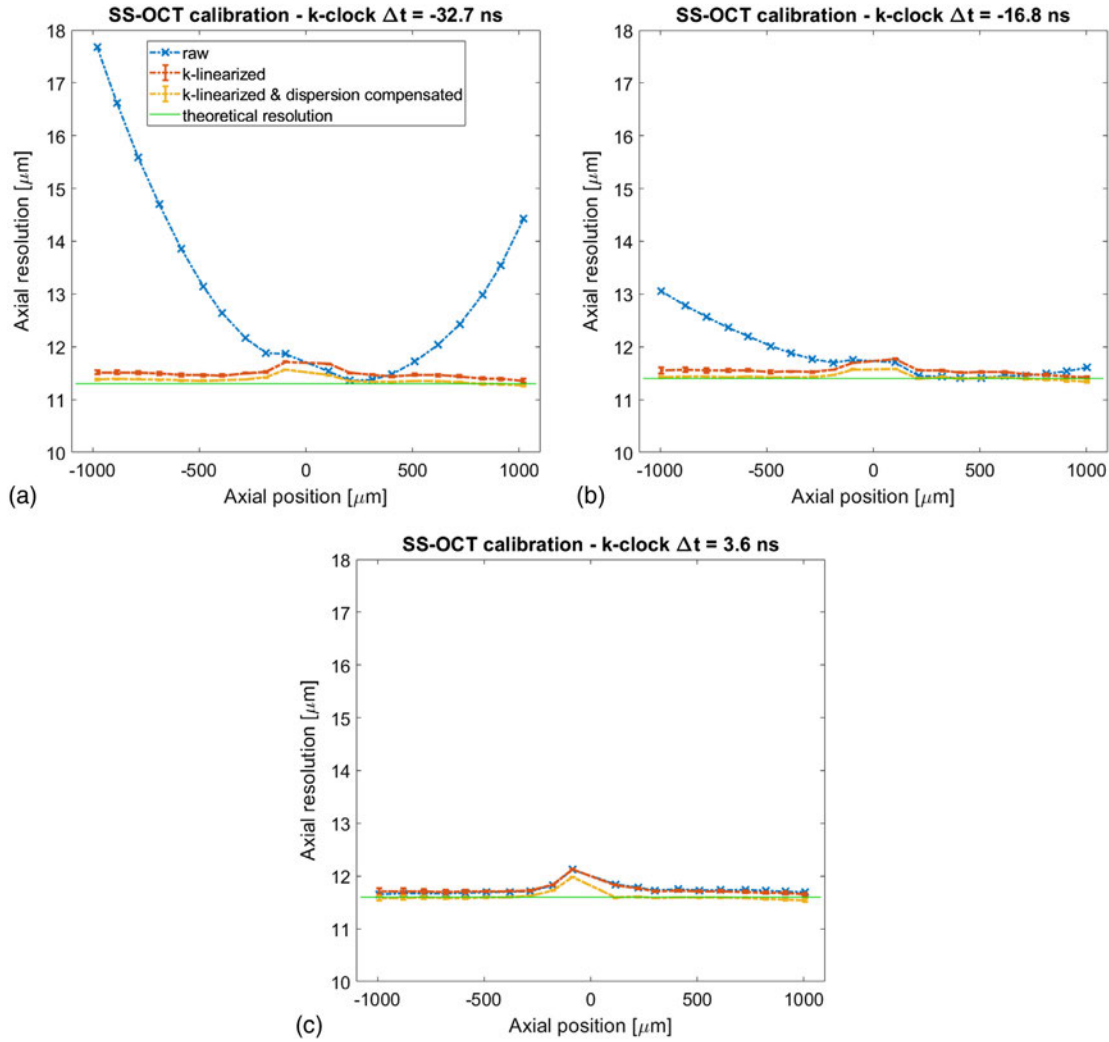 SS-OCT calibration - k-clock Δt = -32.7 ns
18
17
16
15
14
13
12
11
10
Axial resolution [μm]
raw
k-linearized
k-linearized & dispersion compensated
theoretical resolution
-1000 -500 0 500 1000
Axial position [μm]
(a)
SS-OCT calibration - k-clock Δt = -16.8 ns
18
17
16
15
14
13
12
11
10
Axial resolution [μm]
-1000 -500 0 500 1000
Axial position [μm]
(b)
SS-OCT calibration - k-clock Δt = 3.6 ns
18
17
16
15
14
13
12
11
10
Axial resolution [μm]
-1000 -500 0 500 1000
Axial position [μm]
(c)